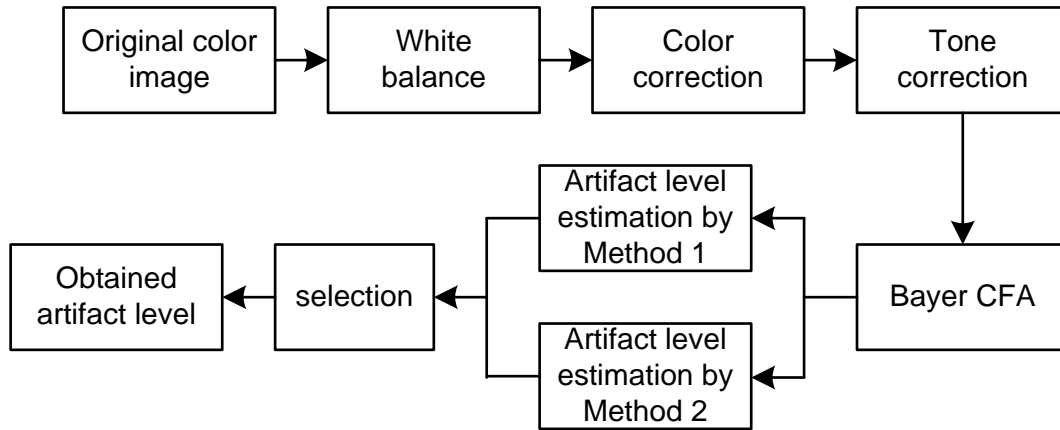 Original color
image
White
balance
Color
correction
Tone
correction
Artifact level
estimation by
Method 1
Obtained
artifact level
selection
Bayer CFA
Artifact level
estimation by
Method 2